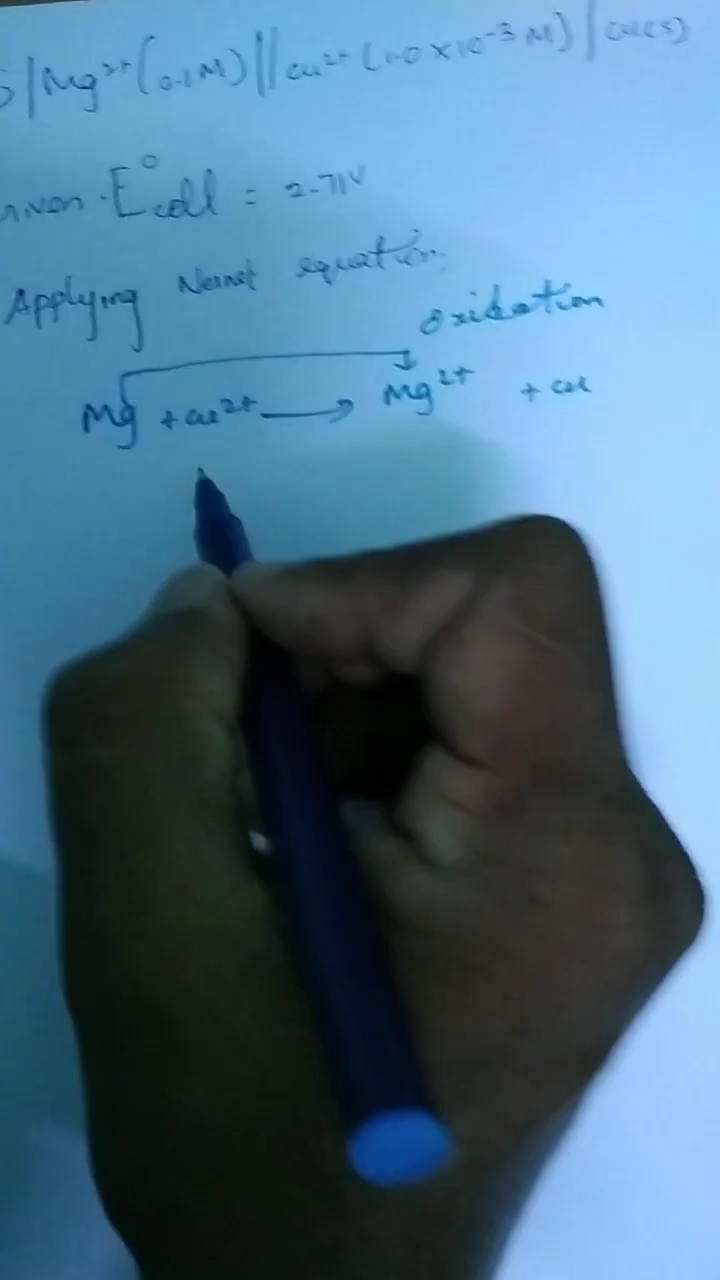 ) | Mg²⁺ (0.1M) || Cu²⁺ (1.0 × 10⁻³ M) | Cu(s)
Given. E°cell = 2.71V
Applying Nernst equation.
oxidation
Mg + Cu²⁺ → Mg²⁺ + Cu